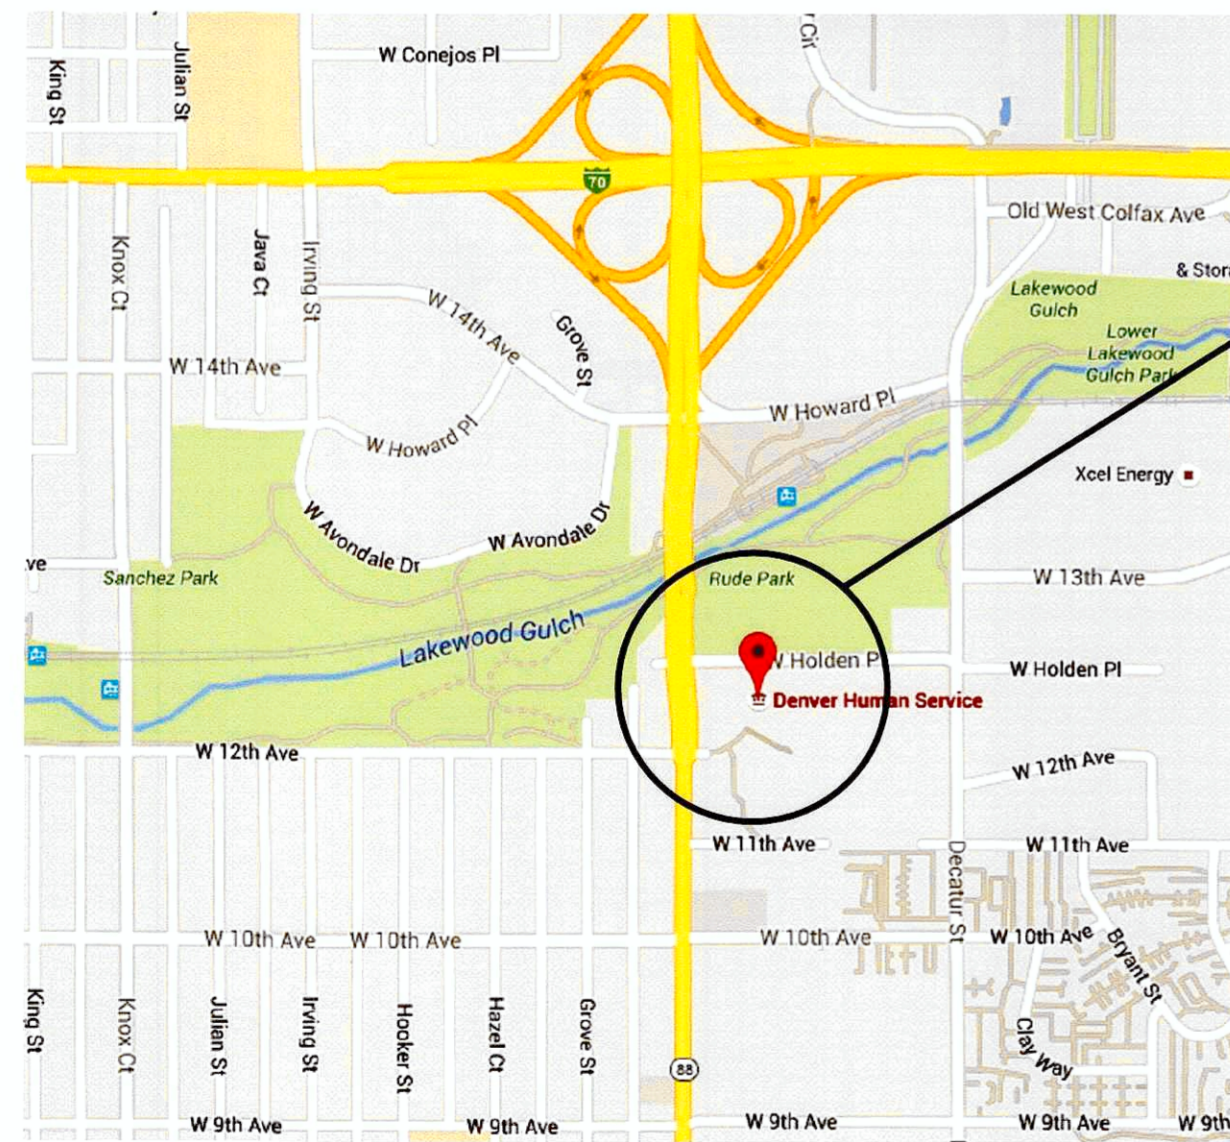 W Conejos Pl
King St
Julian St
Cir
70
Old West Colfax Ave
Knox Ct
Java Ct
Irving St
& Stor
Lakewood
Gulch
W 14th Ave
Grove St
Lower
Lakewood
Gulch Park
W 14th Ave
W Howard Pl
W Howard Pl
Xcel Energy
W Avondale Dr
W Avondale Dr
ve
Sanchez Park
Rude Park
W 13th Ave
Lakewood Gulch
W Holden Pl
W Holden Pl
Denver Human Service
W 12th Ave
W 12th Ave
W 11th Ave
W 11th Ave
Decatur St
W 10th Ave
W 10th Ave
W 10th Ave
W 10th Ave
Bryant St
King St
Knox Ct
Julian St
Irving St
Hooker St
Hazel Ct
Grove St
Clay Way
88
W 9th Ave
W 9th Ave
W 9th Ave
W 9th Ave
W 9th